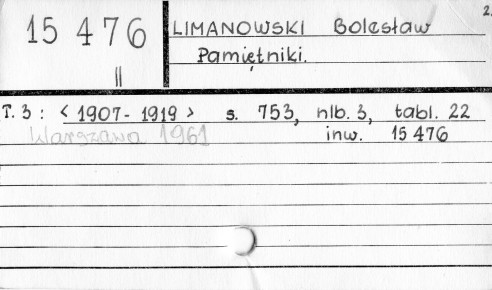 2.
15 476
II
LIMANOWSKI Bolesław
Pamiętniki.
T. 3 : < 1907 - 1919 > s. 753, nlb. 3, tabl. 22
Warszawa 1961 inw. 15 476